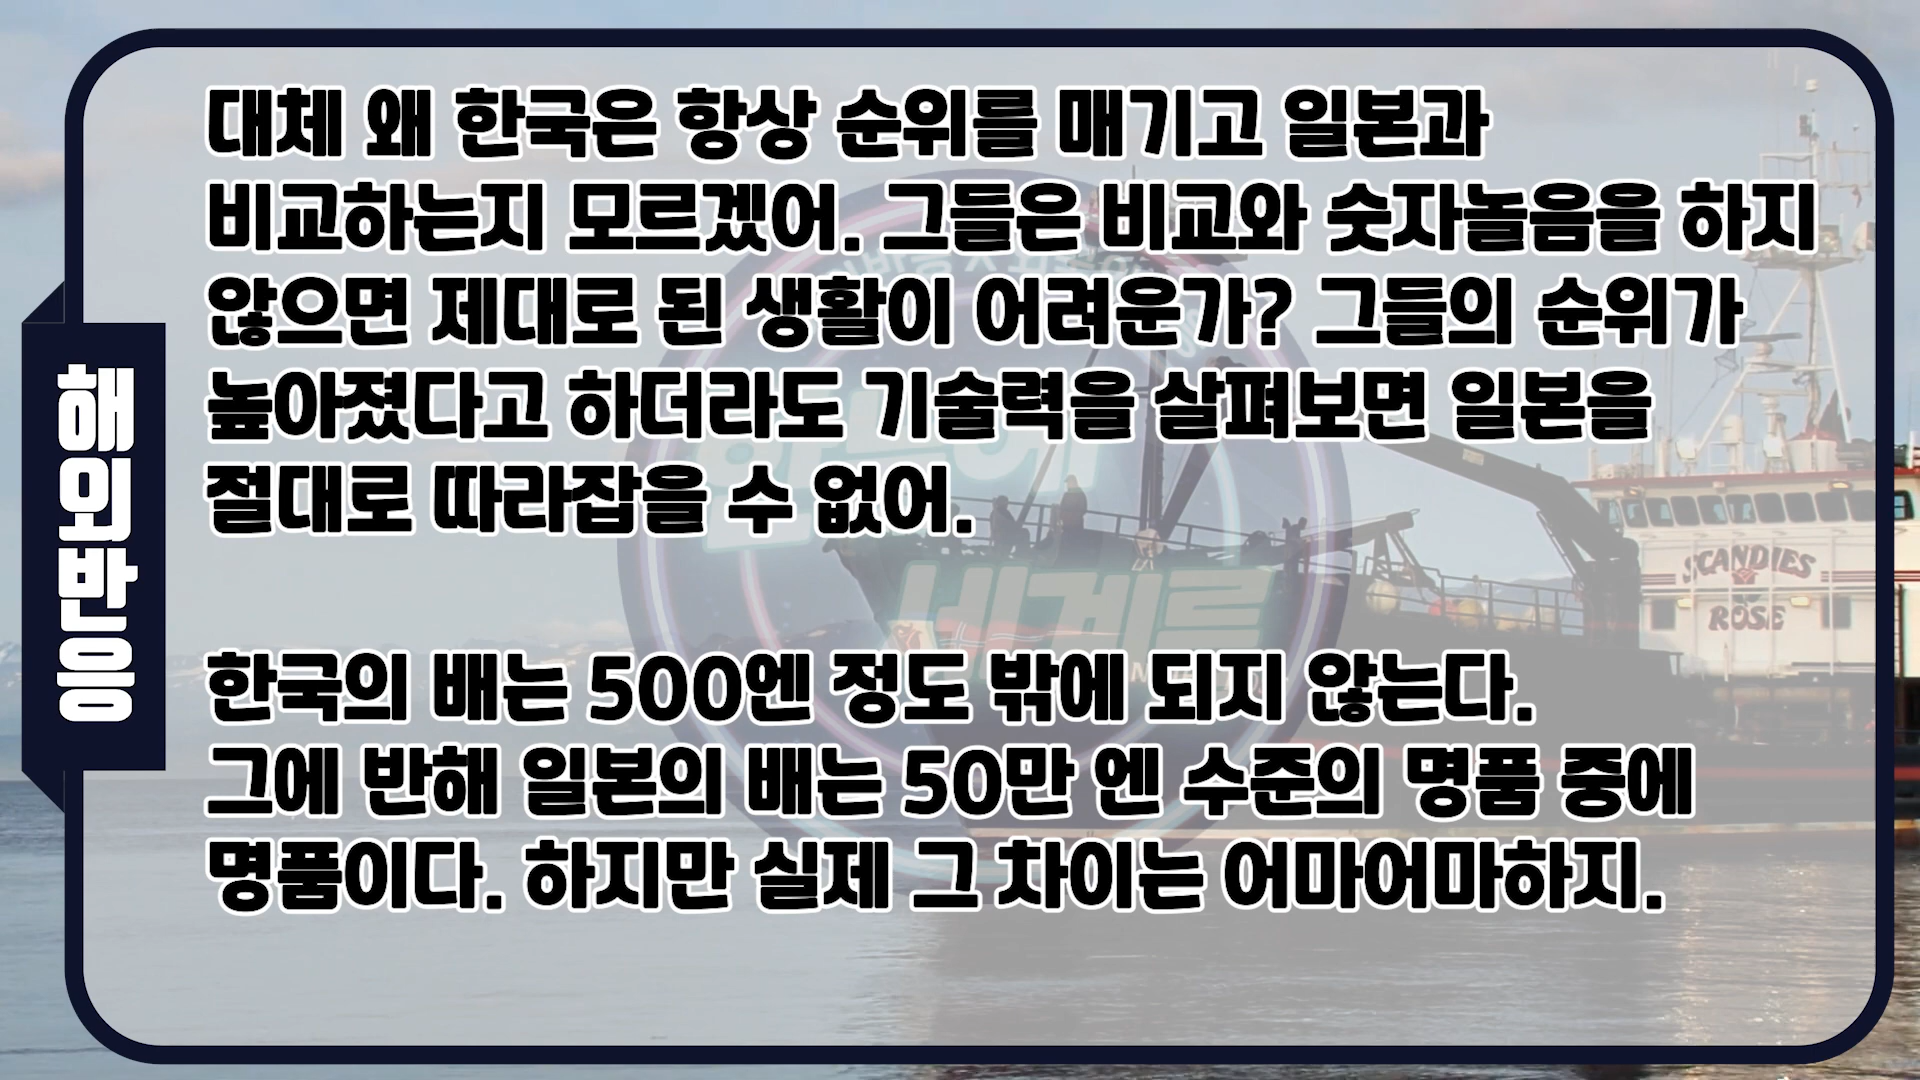 대체 왜 한국은 항상 순위를 매기고 일본과
비교하는지 모르겠어. 그들은 비교와 숫자놀음을 하지
않으면 제대로 된 생활이 어려운가? 그들의 순위가
높아졌다고 하더라도 기술력을 살펴보면 일본을
절대로 따라잡을 수 없어.
한국의 배는 500엔 정도 밖에 되지 않는다.
그에 반해 일본의 배는 50만 엔 수준의 명품 중에
명품이다. 하지만 실제 그 차이는 어마어마하지.
해외반응
세계로
SCANDIES
ROSE